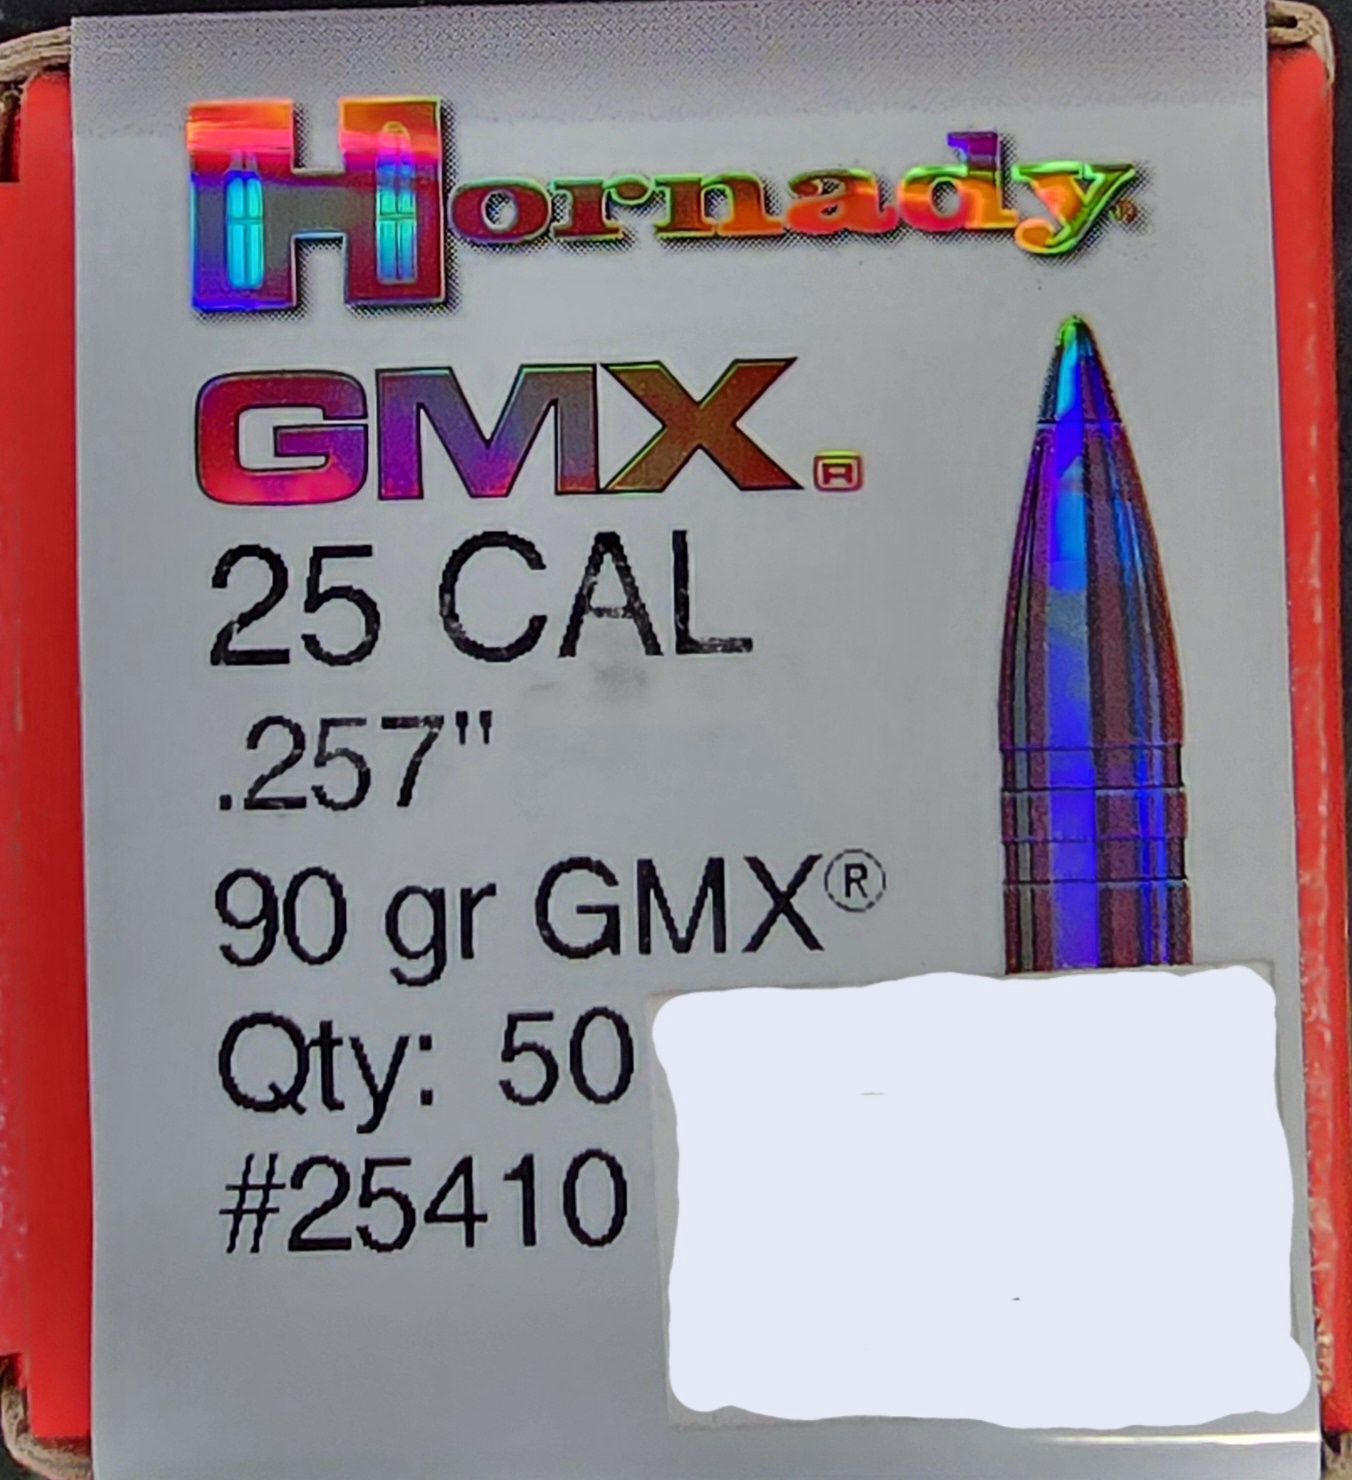 Hornady®
GMX®
25 CAL
.257"
90 gr GMX®
Qty: 50
#25410